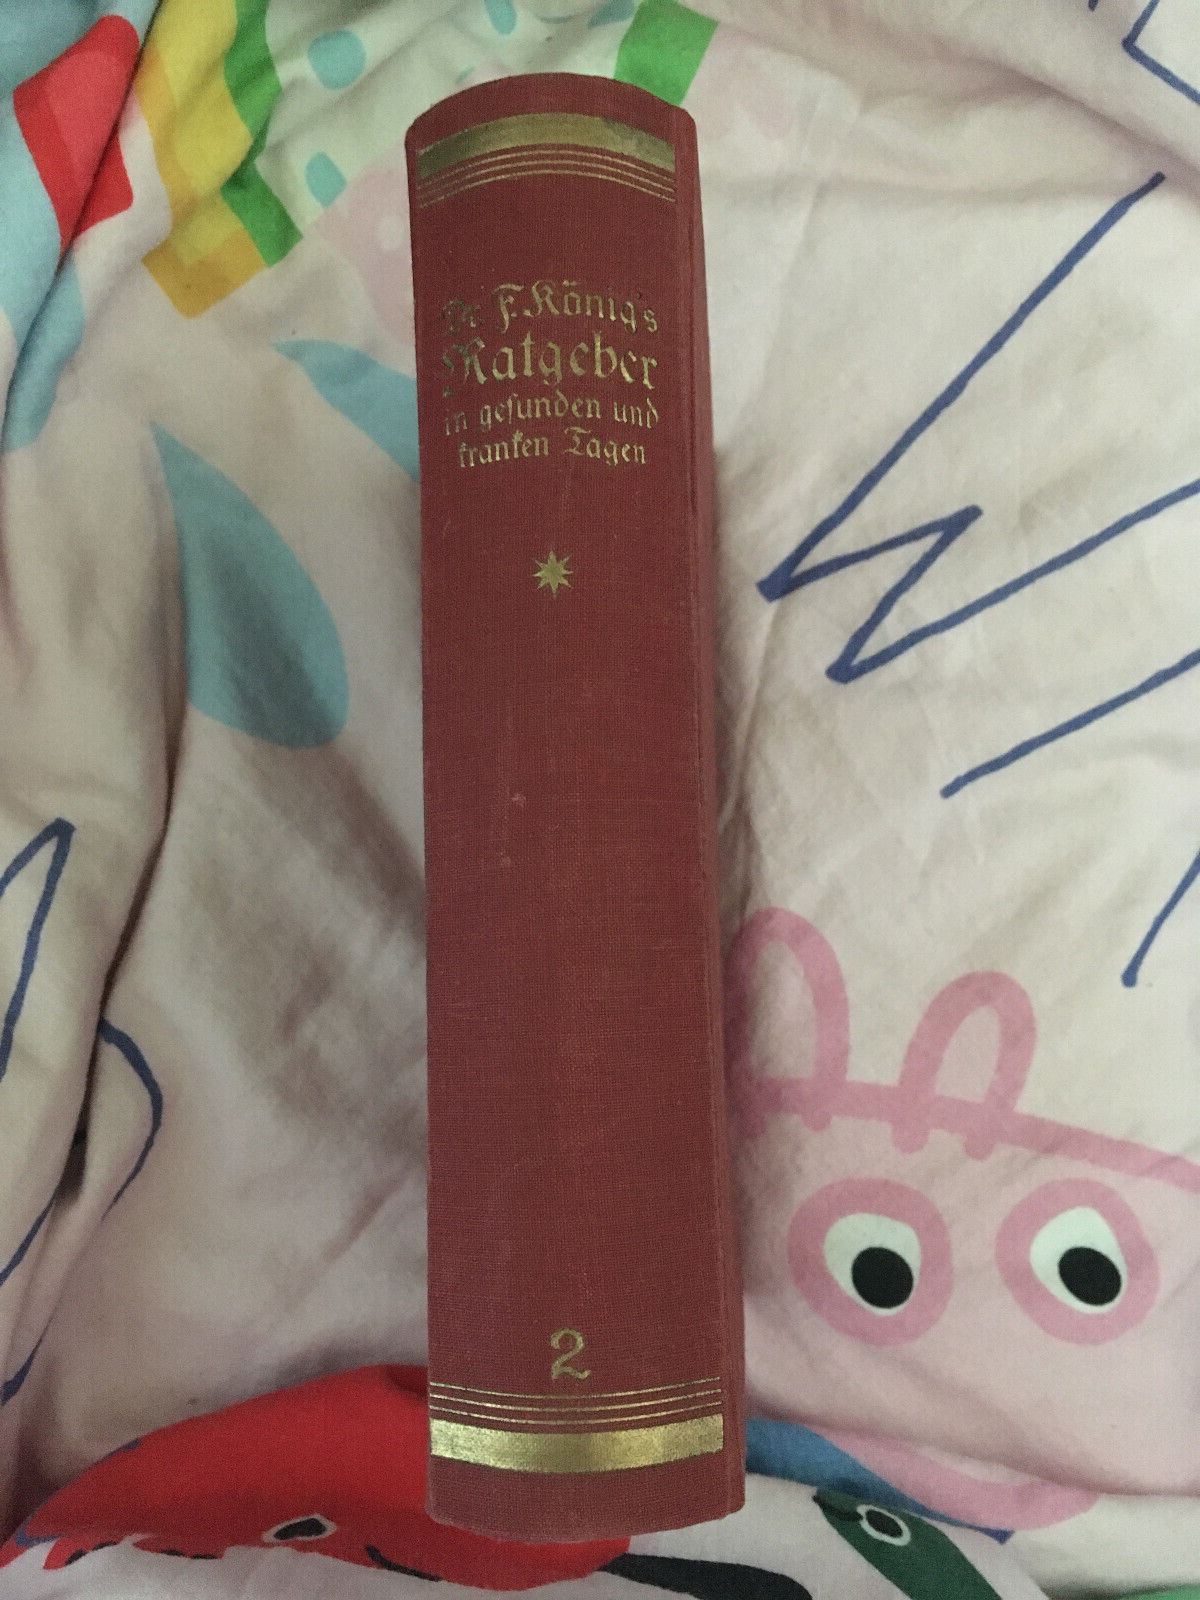 Dr. F. König's
Ratgeber
in gesunden und
kranken Tagen
2